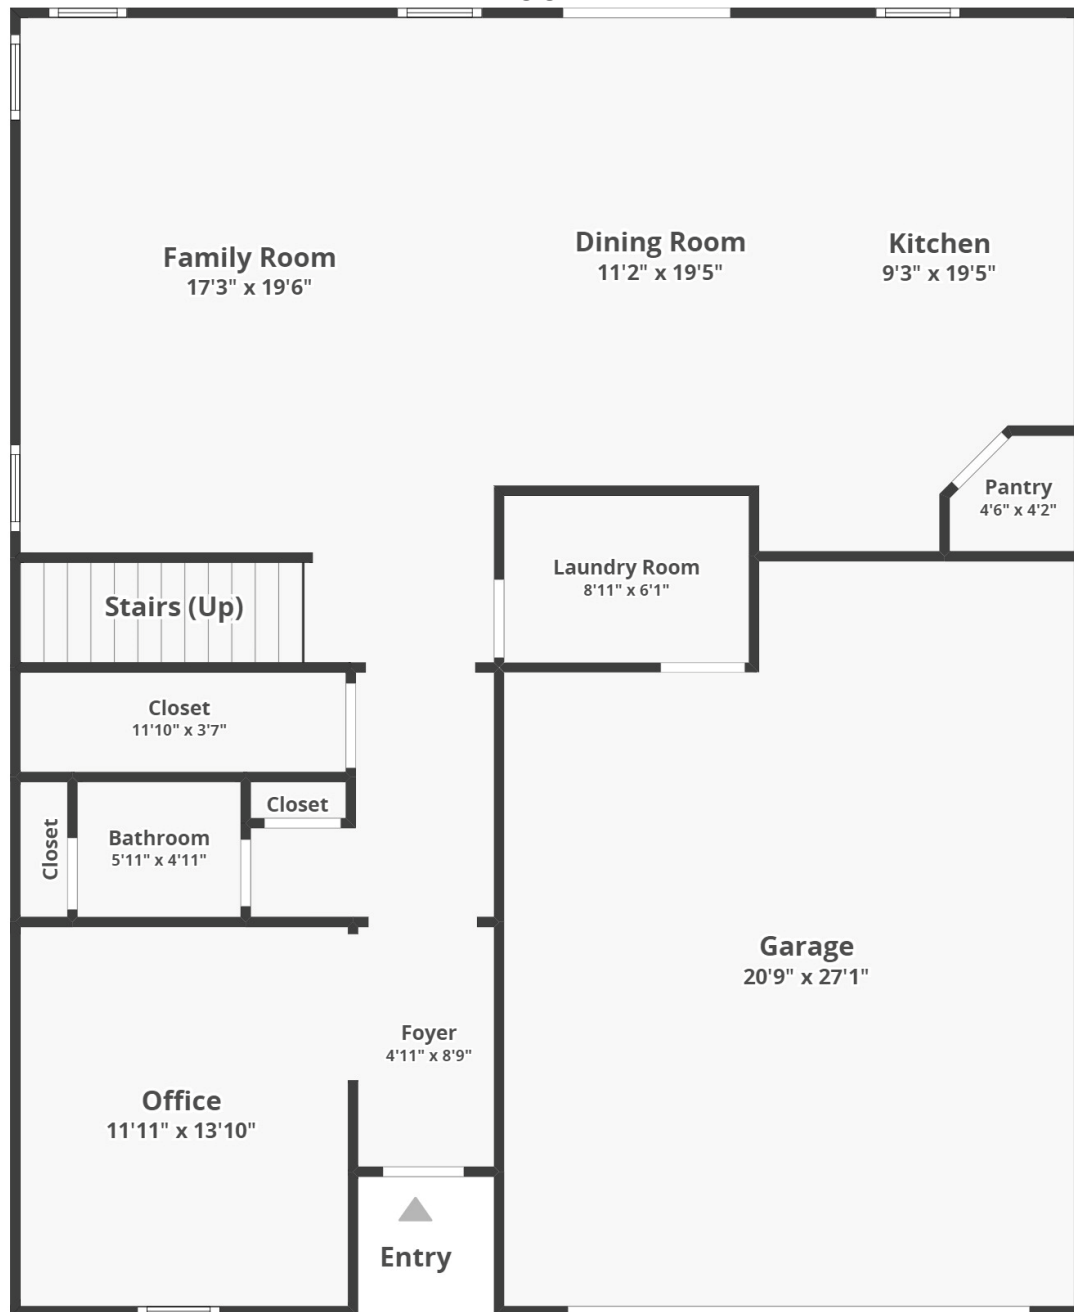 Family Room
17'3" x 19'6"
Dining Room
11'2" x 19'5"
Kitchen
9'3" x 19'5"
Pantry
4'6" x 4'2"
Laundry Room
8'11" x 6'1"
Stairs (Up)
Closet
11'10" x 3'7"
Closet
Closet
Bathroom
5'11" x 4'11"
Garage
20'9" x 27'1"
Foyer
4'11" x 8'9"
Office
11'11" x 13'10"
Entry